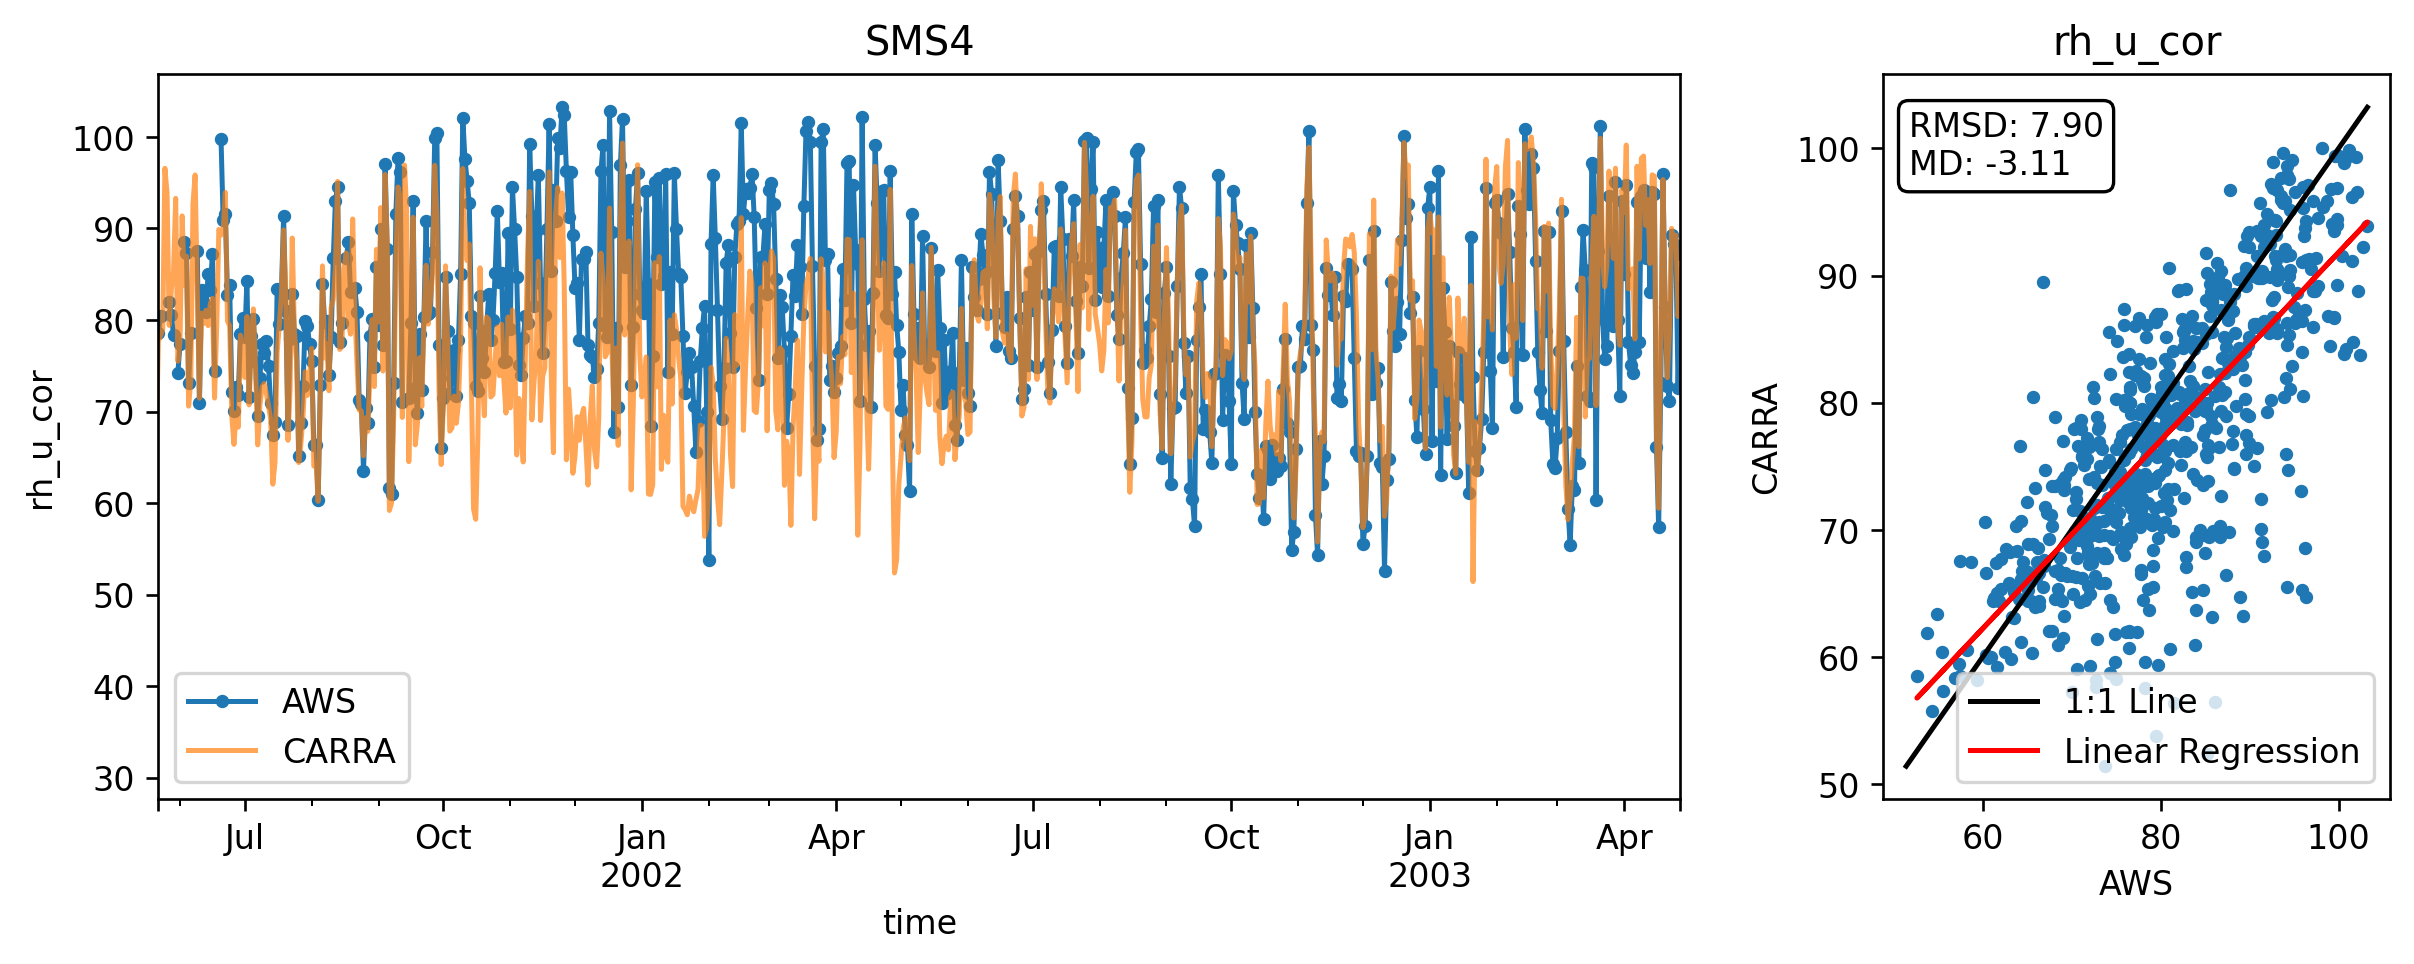 SMS4
rh_u_cor
100
90
80
70
60
50
40
30
AWS
CARRA
Jul
Oct
Jan
2002
Apr
Jul
Oct
Jan
2003
Apr
time
rh_u_cor
RMSD: 7.90
MD: -3.11
CARRA
100
90
80
70
60
50
1:1 Line
Linear Regression
60
80
100
AWS